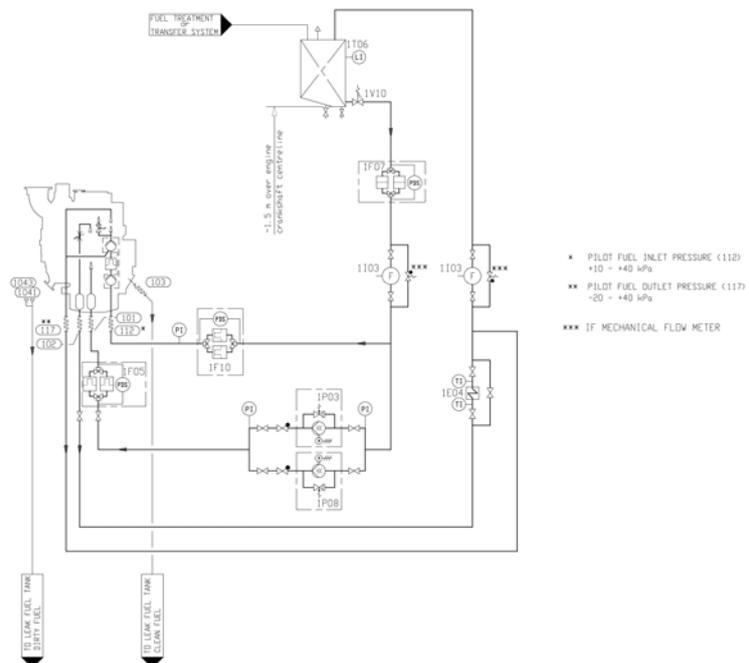 FUEL TREATMENT
OR
TRANSFER SYSTEM
1T06
LI
1V10
~1.5 m over engine
crankshaft centreline
1F07
PDS
1I03
F
***
1I03
F
***
* PILOT FUEL INLET PRESSURE (112)
+10 - +40 kPa
** PILOT FUEL OUTLET PRESSURE (117)
-20 - +40 kPa
*** IF MECHANICAL FLOW METER
1043
1041
103
**
117
102
101
112 *
PI
PDS
1F10
1F05
PDS
TI
1E04
TI
PI
1P03
PI
1P08
TO LEAK FUEL TANK
DIRTY FUEL
TO LEAK FUEL TANK
CLEAN FUEL